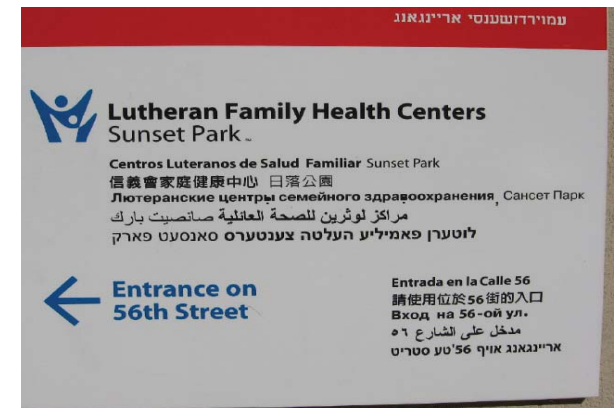 עמוירדזשענסי אריינגאנג
Lutheran Family Health Centers
Sunset Park
Centros Luteranos de Salud Familiar Sunset Park
信義會家庭健康中心 日落公園
Лютеранские центры семейного здравоохранения, Сансет Парк
مراكز لوثرين للصحة العائلية صانصيت بارك
לוטערן פאמיליע העלטה צענטערס סאנסעט פארק
Entrance on
56th Street
Entrada en la Calle 56
請使用位於56街的入口
Вход на 56-ой ул.
مدخل على الشارع ٥٦
אריינגאנג אויף 56'טע סטריט